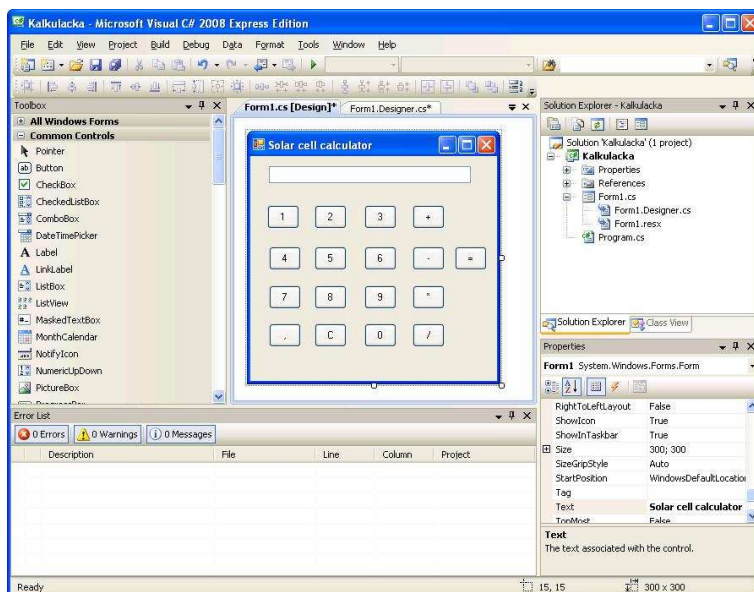 Kalkulacka - Microsoft Visual C# 2008 Express Edition
File Edit View Project Build Debug Data Format Tools Window Help
Toolbox
All Windows Forms
Common Controls
Pointer
Button
CheckBox
CheckedListBox
ComboBox
DateTimePicker
Label
LinkLabel
ListBox
ListView
MaskedTextBox
MonthCalendar
NotifyIcon
NumericUpDown
PictureBox
Form1.cs [Design]* Form1.Designer.cs*
Solar cell calculator
1 2 3 +
4 5 6 - =
7 8 9 *
, C 0 /
Solution Explorer - Kalkulacka
Solution 'Kalkulacka' (1 project)
Kalkulacka
Properties
References
Form1.cs
Form1.Designer.cs
Form1.resx
Program.cs
Solution Explorer Class View
Properties
Form1 System.Windows.Forms.Form
RightToLeftLayout False
ShowIcon True
ShowInTaskbar True
Size 300; 300
SizeGripStyle Auto
StartPosition WindowsDefaultLocation
Tag
Text Solar cell calculator
TopMost False
Text
The text associated with the control.
Error List
0 Errors 0 Warnings 0 Messages
Description File Line Column Project
Ready 15, 15 300 x 300